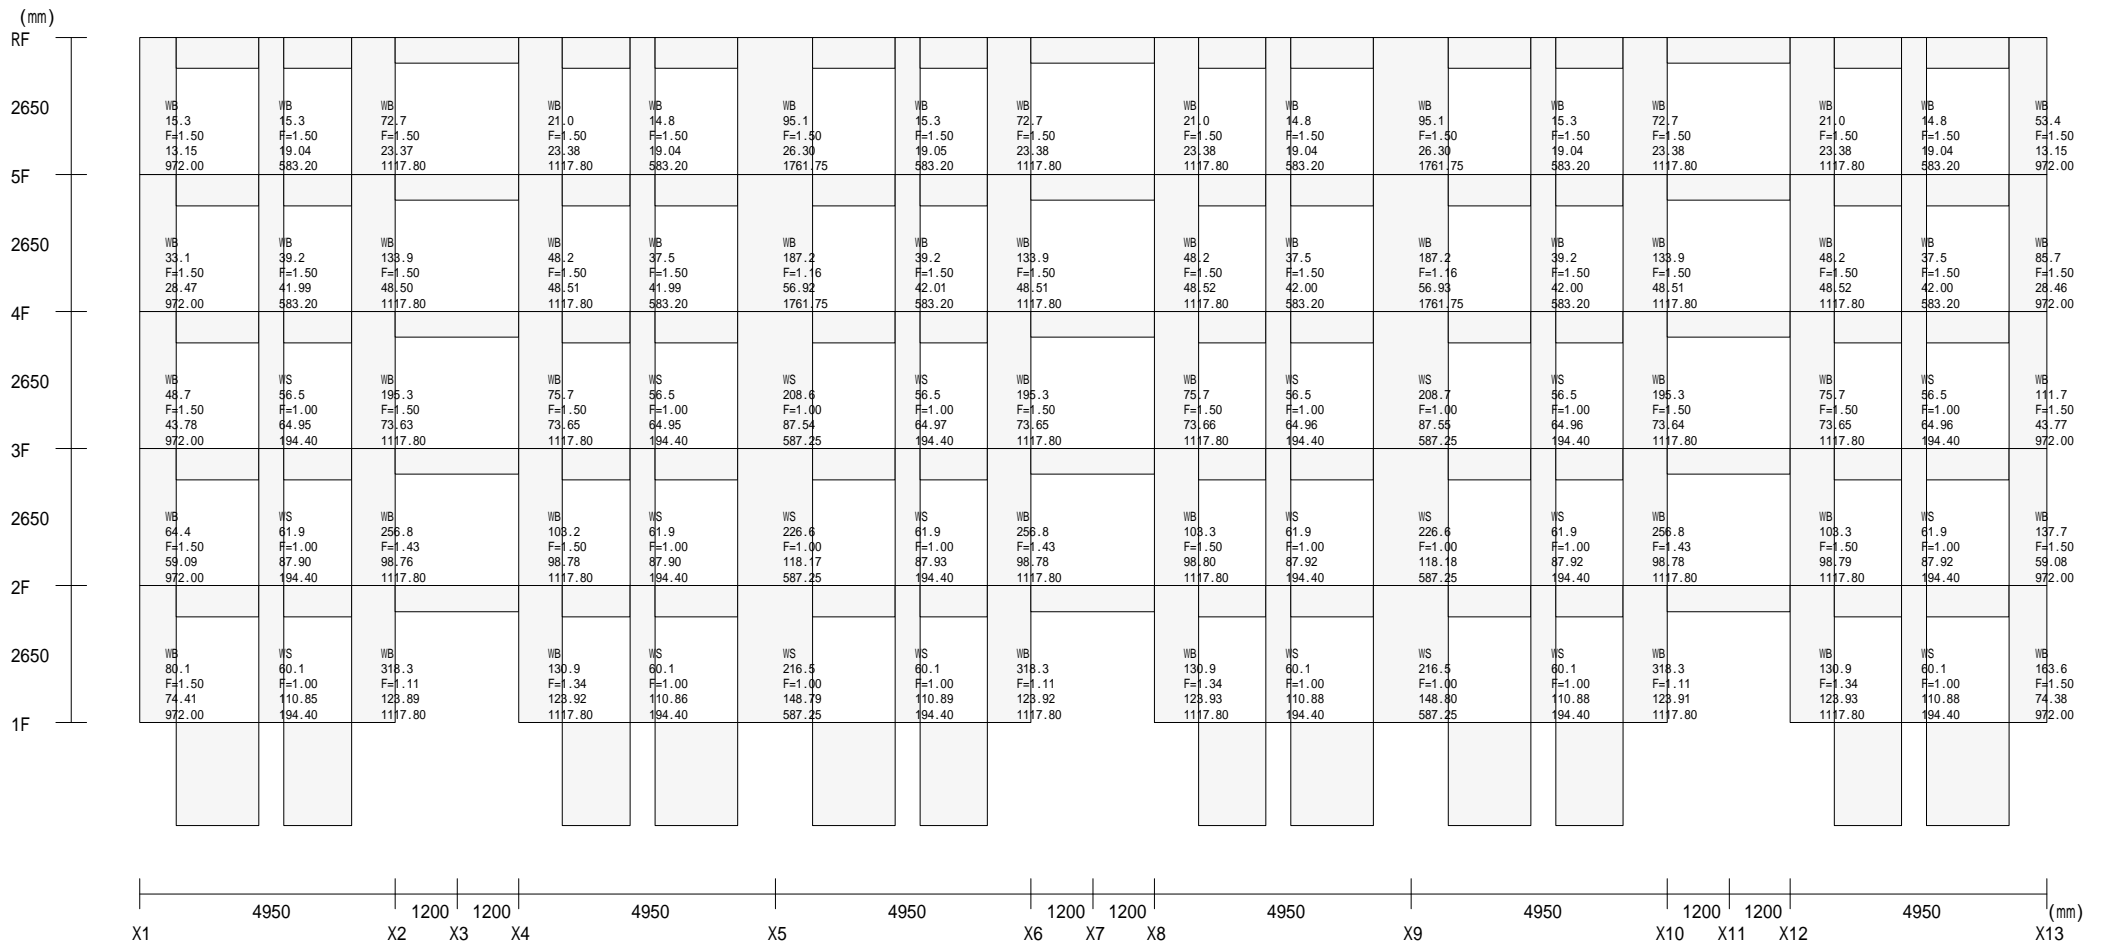 (mm)
RF
WB WB WB WB WB WB WB WB WB WB WB WB WB WB WB WB
2650 15.3 15.3 72.7 21.0 14.8 95.1 15.3 72.7 21.0 14.8 95.1 15.3 72.7 21.0 14.8 53.4
F=1.50 F=1.50 F=1.50 F=1.50 F=1.50 F=1.50 F=1.50 F=1.50 F=1.50 F=1.50 F=1.50 F=1.50 F=1.50 F=1.50 F=1.50 F=1.50
13.15 19.04 23.37 23.38 19.04 26.30 19.05 23.38 23.38 19.04 26.30 19.04 23.38 23.38 19.04 13.15
972.00 583.20 1117.80 1117.80 583.20 1761.75 583.20 1117.80 1117.80 583.20 1761.75 583.20 1117.80 1117.80 583.20 972.00
5F
WB WB WB WB WB WB WB WB WB WB WB WB WB WB WB WB
2650 33.1 39.2 133.9 48.2 37.5 187.2 39.2 133.9 48.2 37.5 187.2 39.2 133.9 48.2 37.5 85.7
F=1.50 F=1.50 F=1.50 F=1.50 F=1.50 F=1.16 F=1.50 F=1.50 F=1.50 F=1.50 F=1.16 F=1.50 F=1.50 F=1.50 F=1.50 F=1.50
28.47 41.99 48.50 48.51 41.99 56.92 42.01 48.51 48.52 42.00 56.93 42.00 48.51 48.52 42.00 28.46
972.00 583.20 1117.80 1117.80 583.20 1761.75 583.20 1117.80 1117.80 583.20 1761.75 583.20 1117.80 1117.80 583.20 972.00
4F
WB WS WB WB WS WS WS WB WB WS WS WS WB WB WS WB
2650 48.7 56.5 195.3 75.7 56.5 208.6 56.5 195.3 75.7 56.5 208.7 56.5 195.3 75.7 56.5 111.7
F=1.50 F=1.00 F=1.50 F=1.50 F=1.00 F=1.00 F=1.00 F=1.50 F=1.50 F=1.00 F=1.00 F=1.00 F=1.50 F=1.50 F=1.00 F=1.50
43.78 64.95 73.63 73.65 64.95 87.54 64.97 73.65 73.66 64.96 87.55 64.96 73.64 73.65 64.96 43.77
972.00 194.40 1117.80 1117.80 194.40 587.25 194.40 1117.80 1117.80 194.40 587.25 194.40 1117.80 1117.80 194.40 972.00
3F
WB WS WB WB WS WS WS WB WB WS WS WS WB WB WS WB
2650 64.4 61.9 256.8 103.2 61.9 226.6 61.9 256.8 103.3 61.9 226.6 61.9 256.8 103.3 61.9 137.7
F=1.50 F=1.00 F=1.43 F=1.50 F=1.00 F=1.00 F=1.00 F=1.43 F=1.50 F=1.00 F=1.00 F=1.00 F=1.43 F=1.50 F=1.00 F=1.50
59.09 87.90 98.76 98.78 87.90 118.17 87.93 98.78 98.80 87.92 118.18 87.92 98.78 98.79 87.92 59.08
972.00 194.40 1117.80 1117.80 194.40 587.25 194.40 1117.80 1117.80 194.40 587.25 194.40 1117.80 1117.80 194.40 972.00
2F
WB WS WB WB WS WS WS WB WB WS WS WS WB WB WS WB
2650 80.1 60.1 318.3 130.9 60.1 216.5 60.1 318.3 130.9 60.1 216.5 60.1 318.3 130.9 60.1 163.6
F=1.50 F=1.00 F=1.11 F=1.34 F=1.00 F=1.00 F=1.00 F=1.11 F=1.34 F=1.00 F=1.00 F=1.00 F=1.11 F=1.34 F=1.00 F=1.50
74.41 110.85 123.89 123.92 110.86 148.79 110.89 123.92 123.93 110.88 148.80 110.88 123.91 123.93 110.88 74.38
972.00 194.40 1117.80 1117.80 194.40 587.25 194.40 1117.80 1117.80 194.40 587.25 194.40 1117.80 1117.80 194.40 972.00
1F
4950 1200 1200 4950 4950 1200 1200 4950 4950 1200 1200 4950 (mm)
X1 X2 X3 X4 X5 X6 X7 X8 X9 X10 X11 X12 X13